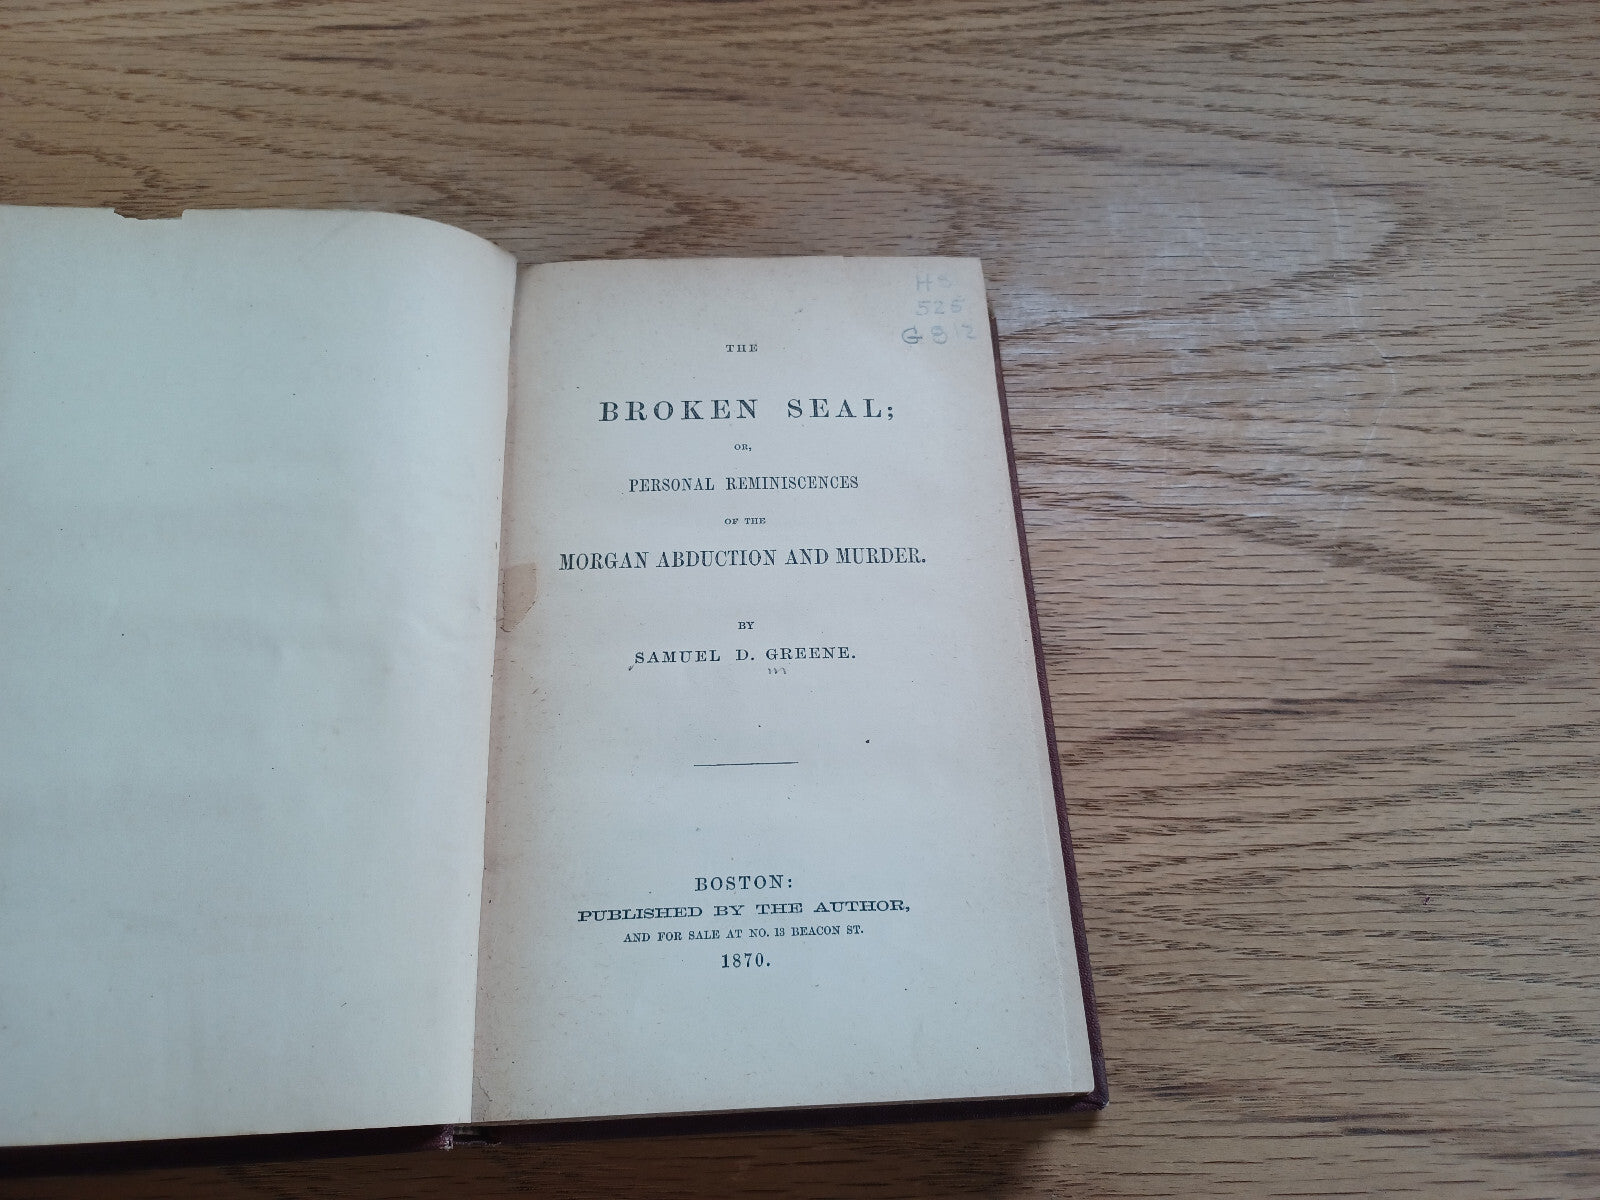 HS
525
G812
THE
BROKEN SEAL;
OR,
PERSONAL REMINISCENCES
OF THE
MORGAN ABDUCTION AND MURDER.
BY
SAMUEL D. GREENE.
BOSTON:
PUBLISHED BY THE AUTHOR,
AND FOR SALE AT NO. 13 BEACON ST.
1870.